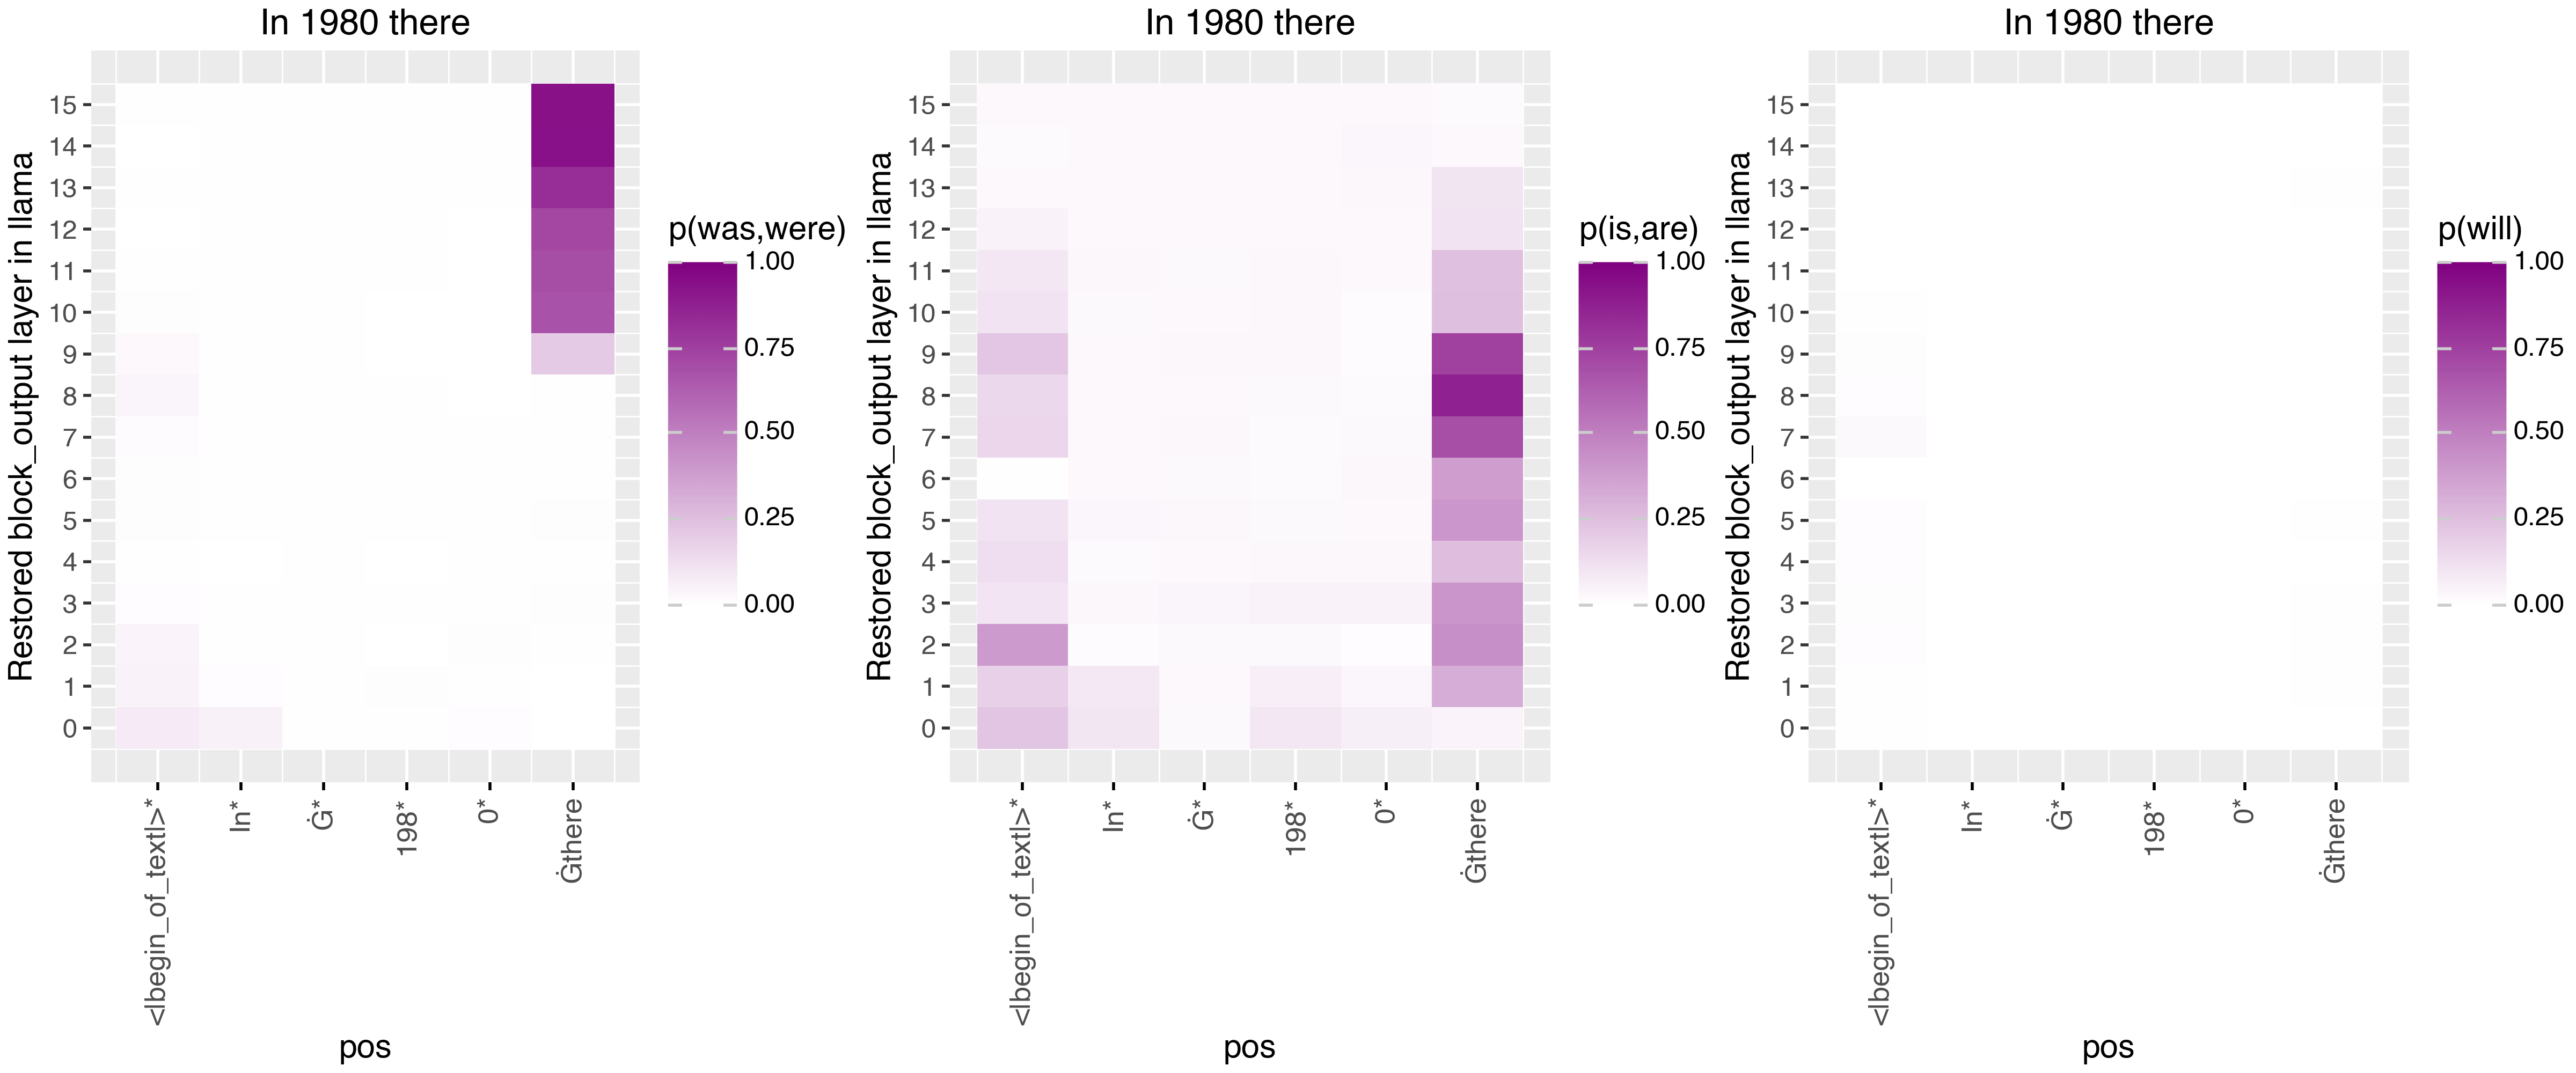 In 1980 there
Restored block_output layer in llama
15
14
13
12
11
10
9
8
7
6
5
4
3
2
1
0
<|begin_of_text|>*
In*
Ġ*
198*
0*
Ġthere
pos
p(was,were)
1.00
0.75
0.50
0.25
0.00
In 1980 there
Restored block_output layer in llama
15
14
13
12
11
10
9
8
7
6
5
4
3
2
1
0
<|begin_of_text|>*
In*
Ġ*
198*
0*
Ġthere
pos
p(is,are)
1.00
0.75
0.50
0.25
0.00
In 1980 there
Restored block_output layer in llama
15
14
13
12
11
10
9
8
7
6
5
4
3
2
1
0
<|begin_of_text|>*
In*
Ġ*
198*
0*
Ġthere
pos
p(will)
1.00
0.75
0.50
0.25
0.00